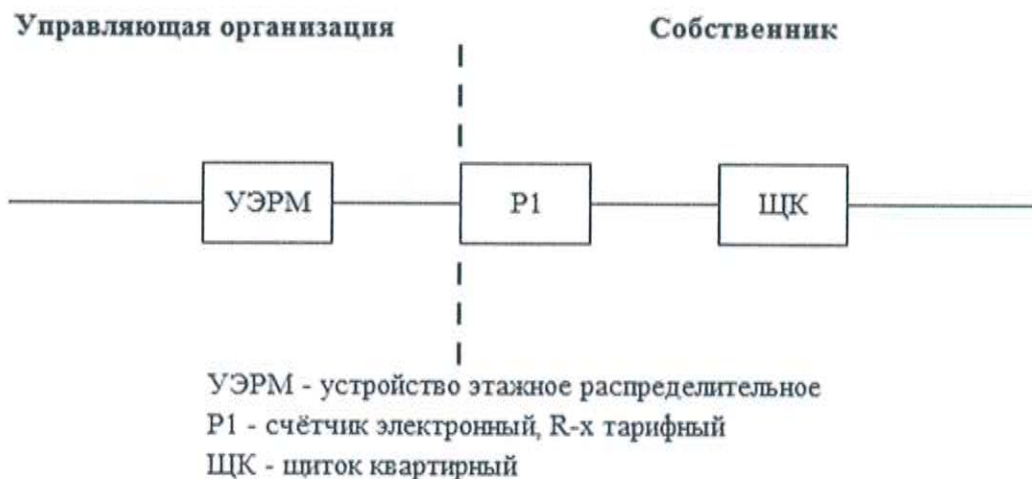 Управляющая организация
Собственник
УЭРМ
Р1
ЩК
УЭРМ - устройство этажное распределительное
Р1 - счётчик электронный, R-х тарифный
ЩК - щиток квартирный